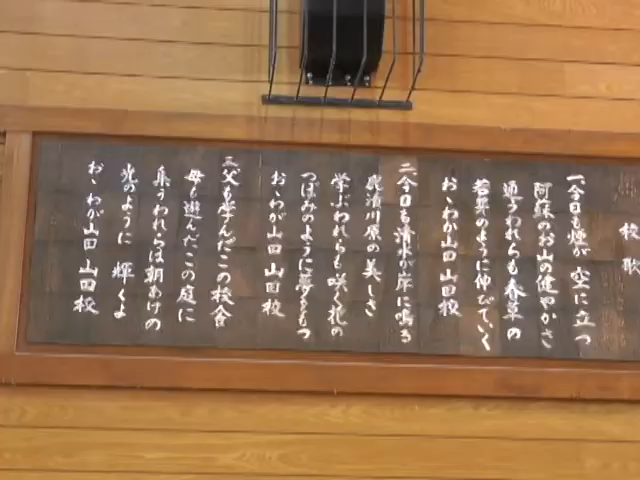 校歌
一、今日も煙が空に立つ
阿蘇のお山の健やかさ
通うわれらも春草の
若芽のように伸びていく
おゝわが山田 山田校
二、今日も清水が岸に鳴る
鹿漬川原の美しさ
学ぶわれらも咲く花の
つぼみのように夢をもつ
おゝわが山田 山田校
三、父も学んだこの校舎
母も遊んだこの庭に
集うわれらは朝あけの
光のように 輝くよ
おゝわが山田 山田校